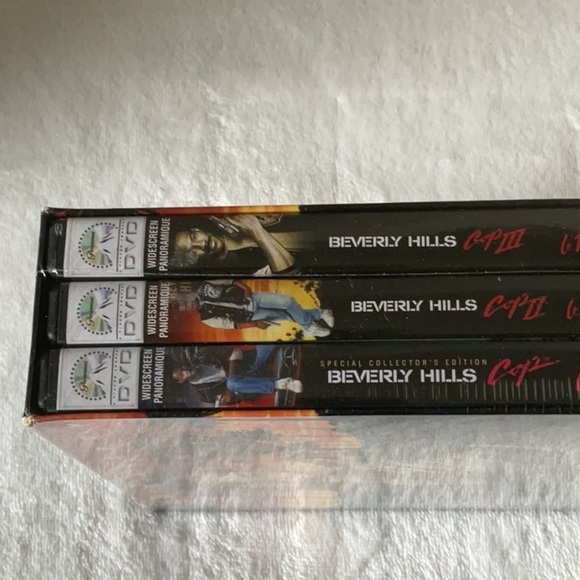 DVD
WIDESCREEN
PANORAMIQUE
BEVERLY HILLS Cop III
DVD
WIDESCREEN
PANORAMIQUE
BEVERLY HILLS Cop II
DVD
WIDESCREEN
PANORAMIQUE
SPECIAL COLLECTOR'S EDITION
BEVERLY HILLS Cop